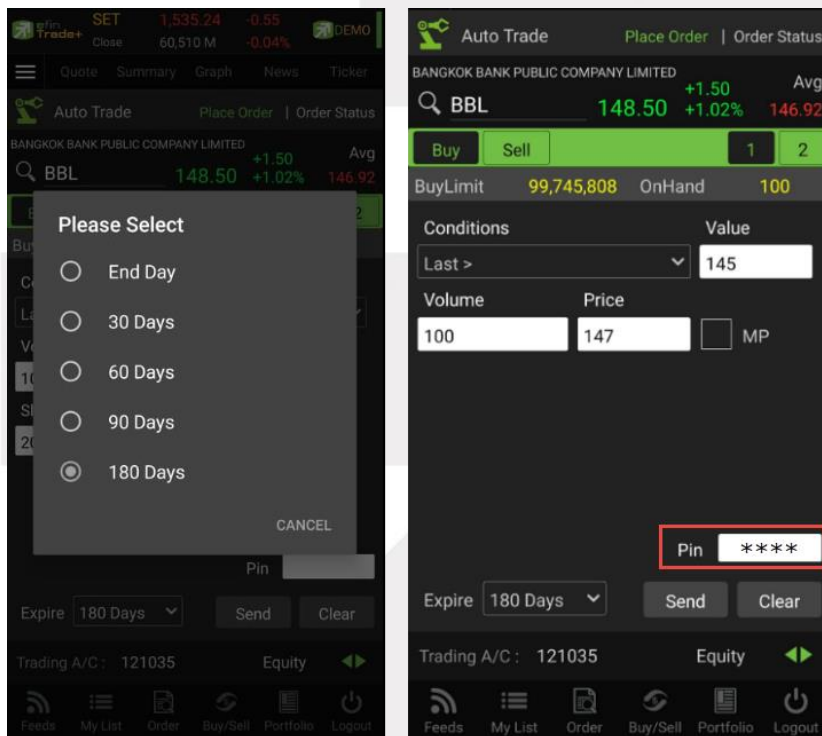 efin Trade+ SET 1,535.24 -0.55 DEMO
Close 60,510 M -0.04%
Quote Summary Graph News Ticker
Auto Trade Place Order | Order Status
BANGKOK BANK PUBLIC COMPANY LIMITED
+1.50 Avg
BBL 148.50 +1.02% 146.92
Please Select
End Day
30 Days
60 Days
90 Days
180 Days
CANCEL
Pin
Expire 180 Days Send Clear
Trading A/C : 121035 Equity
Feeds My List Order Buy/Sell Portfolio Logout
Auto Trade Place Order | Order Status
BANGKOK BANK PUBLIC COMPANY LIMITED
+1.50 Avg
BBL 148.50 +1.02% 146.92
Buy Sell 1 2
BuyLimit 99,745,808 OnHand 100
Conditions Value
Last > 145
Volume Price
100 147 MP
Pin ****
Expire 180 Days Send Clear
Trading A/C : 121035 Equity
Feeds My List Order Buy/Sell Portfolio Logout